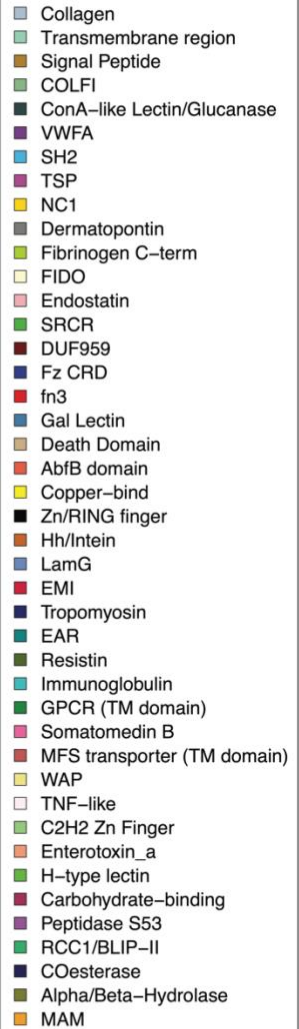 Collagen
Transmembrane region
Signal Peptide
COLFI
ConA−like Lectin/Glucanase
VWFA
SH2
TSP
NC1
Dermatopontin
Fibrinogen C−term
FIDO
Endostatin
SRCR
DUF959
Fz CRD
fn3
Gal Lectin
Death Domain
AbfB domain
Copper−bind
Zn/RING finger
Hh/Intein
LamG
EMI
Tropomyosin
EAR
Resistin
Immunoglobulin
GPCR (TM domain)
Somatomedin B
MFS transporter (TM domain)
WAP
TNF−like
C2H2 Zn Finger
Enterotoxin_a
H−type lectin
Carbohydrate−binding
Peptidase S53
RCC1/BLIP−II
COesterase
Alpha/Beta−Hydrolase
MAM